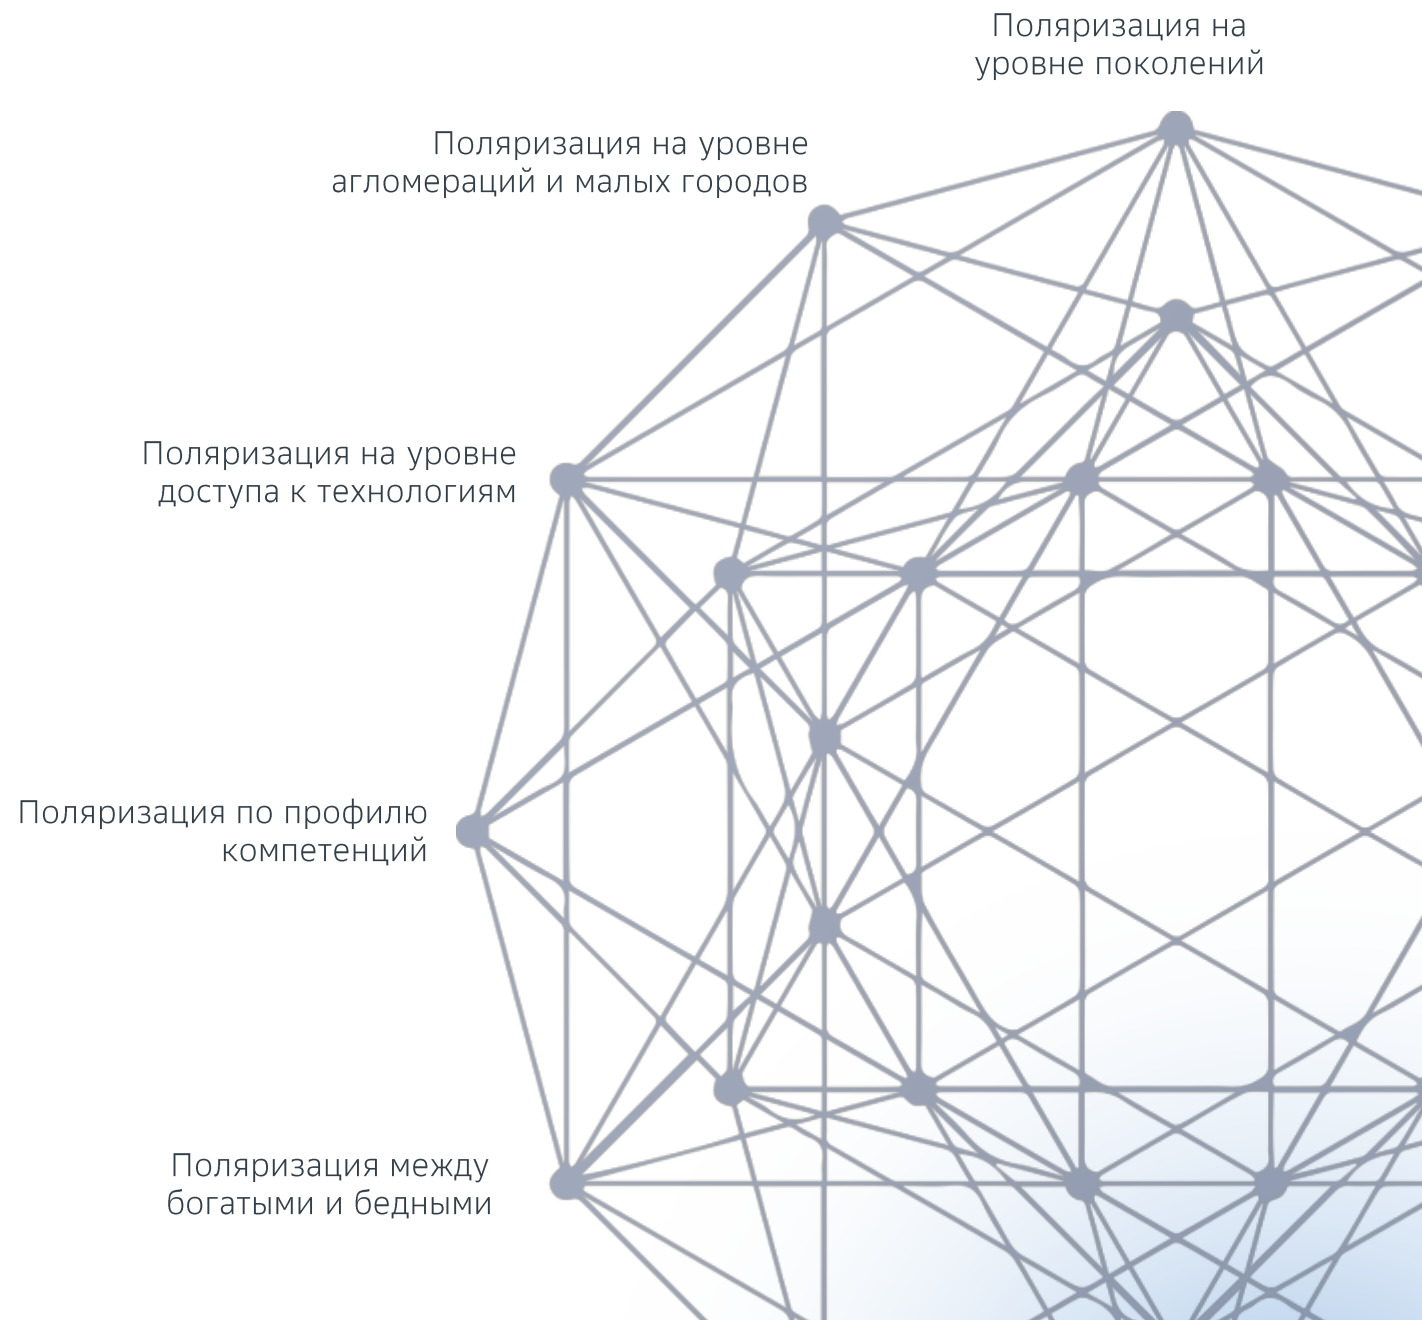 Поляризация на
уровне поколений
Поляризация на уровне
агломераций и малых городов
Поляризация на уровне
доступа к технологиям
Поляризация по профилю
компетенций
Поляризация между
богатыми и бедными